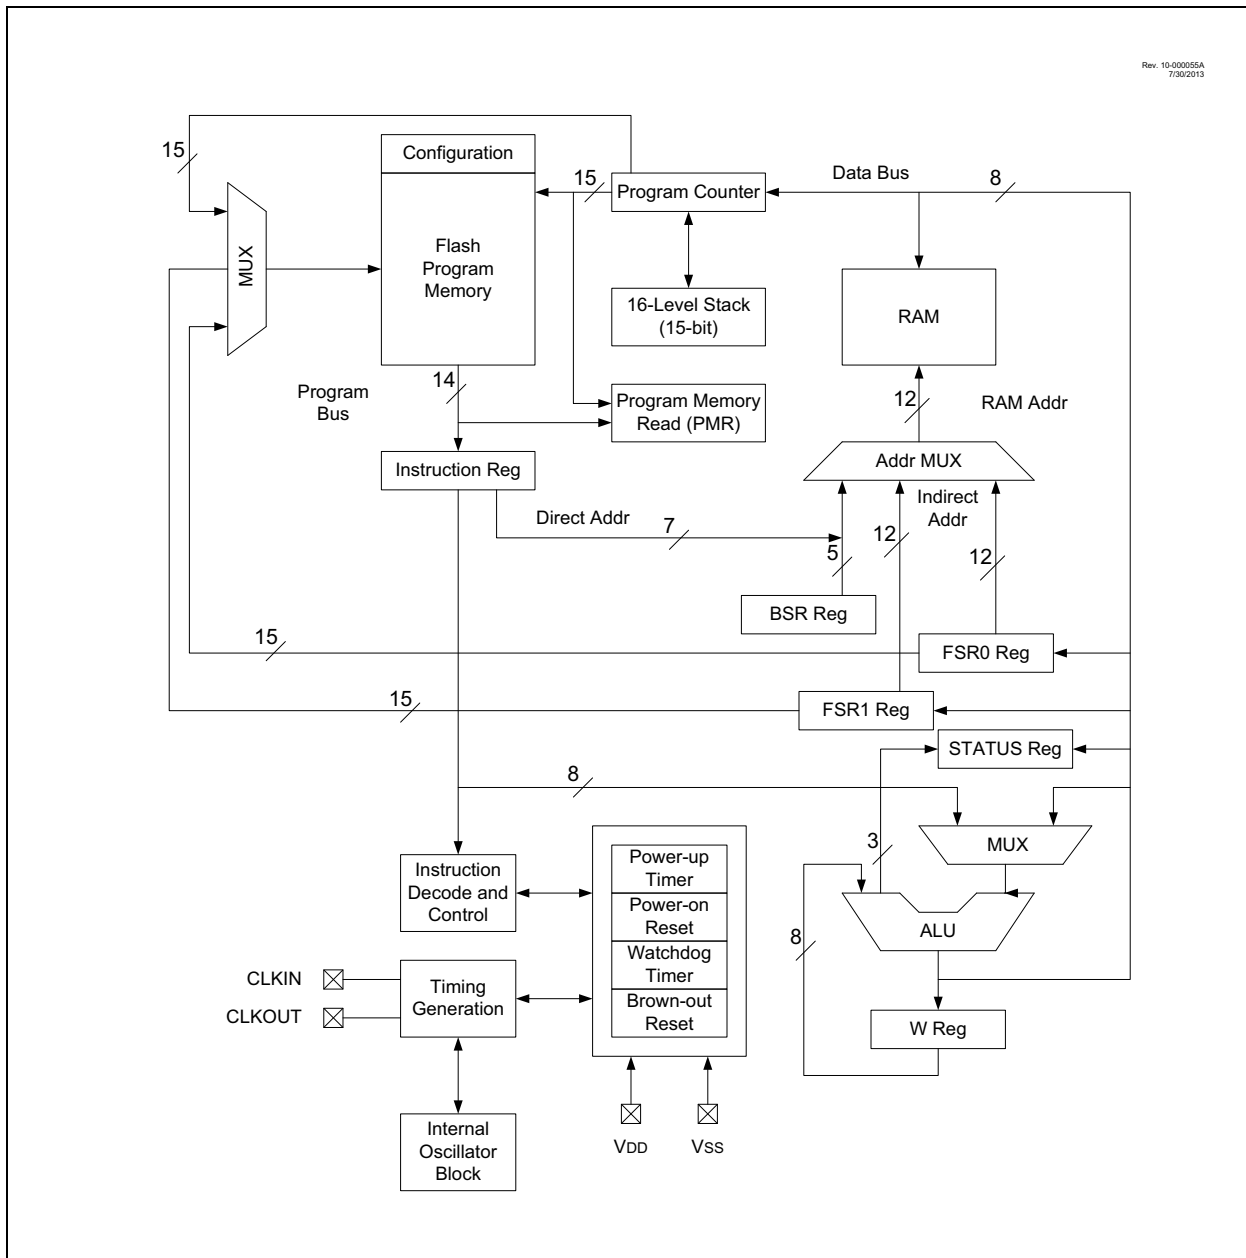 Rev. 10-000055A
7/30/2013
15
Configuration
15
Program Counter
Data Bus
8
MUX
Flash
Program
Memory
16-Level Stack
(15-bit)
RAM
Program
Bus
14
Program Memory
Read (PMR)
12
RAM Addr
Instruction Reg
Addr MUX
Direct Addr
7
Indirect
Addr
5
12
12
BSR Reg
15
FSR0 Reg
15
FSR1 Reg
STATUS Reg
8
3
MUX
Power-up
Timer
Instruction
Decode and
Control
Power-on
Reset
8
ALU
Watchdog
Timer
CLKIN
Timing
Generation
Brown-out
Reset
CLKOUT
W Reg
Internal
Oscillator
Block
VDD
VSS